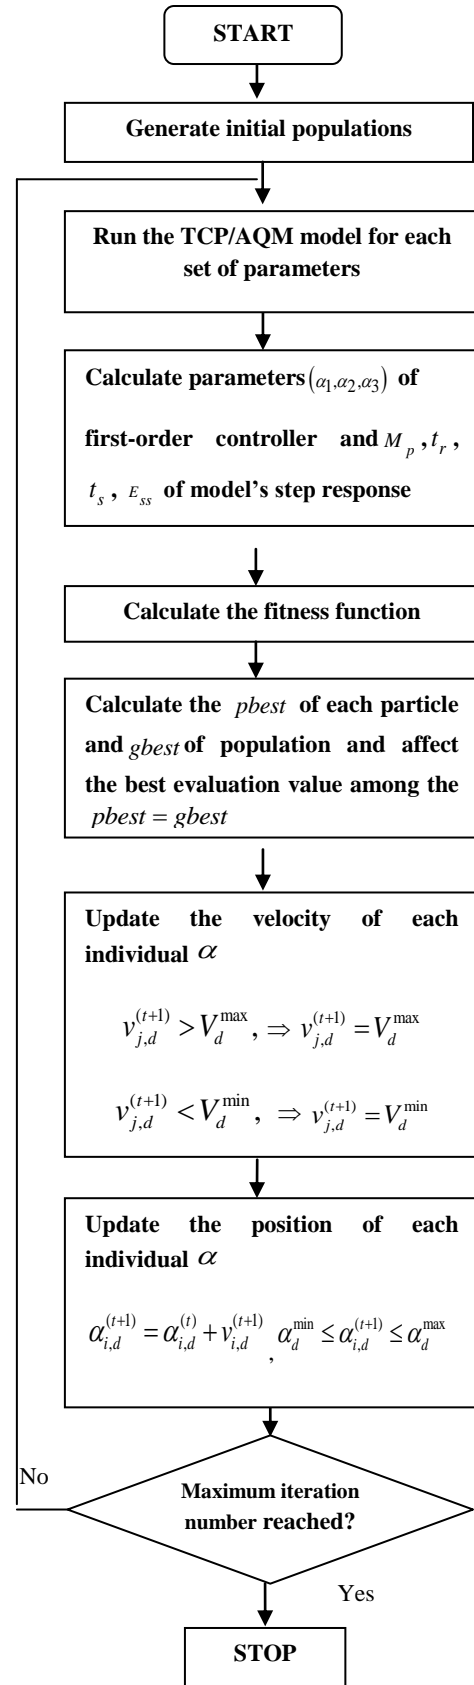 START
Generate initial populations
Run the TCP/AQM model for each
set of parameters
Calculate parameters (α₁,α₂,α₃) of
first-order controller and M_p , t_r ,
t_s , E_ss of model's step response
Calculate the fitness function
Calculate the pbest of each particle
and gbest of population and affect
the best evaluation value among the
pbest = gbest
Update the velocity of each
individual α
v_{j,d}^{(t+1)} > V_d^{max}, ⇒ v_{j,d}^{(t+1)} = V_d^{max}
v_{j,d}^{(t+1)} < V_d^{min}, ⇒ v_{j,d}^{(t+1)} = V_d^{min}
Update the position of each
individual α
α_{i,d}^{(t+1)} = α_{i,d}^{(t)} + v_{i,d}^{(t+1)} , α_d^{min} ≤ α_{i,d}^{(t+1)} ≤ α_d^{max}
No
Maximum iteration
number reached?
Yes
STOP